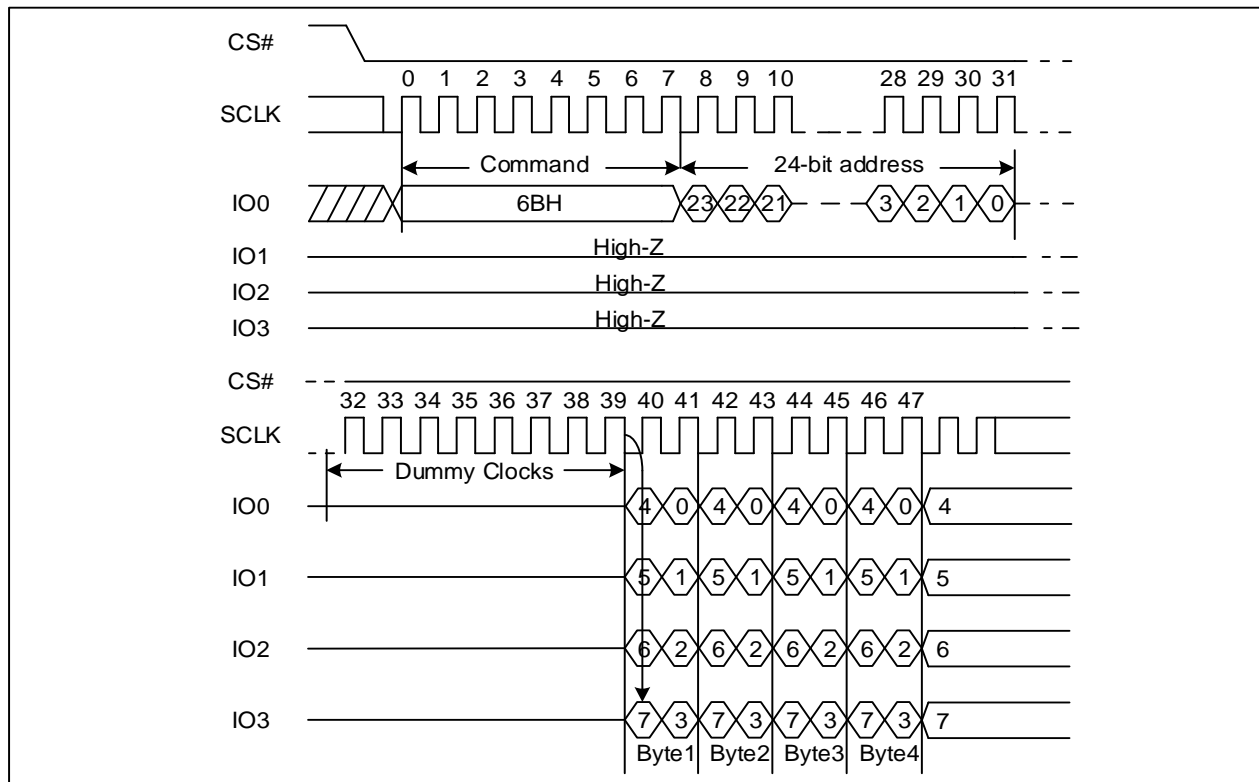 CS#
0 1 2 3 4 5 6 7 8 9 10 28 29 30 31
SCLK
Command 24-bit address
IO0 6BH 23 22 21 3 2 1 0
IO1 High-Z
IO2 High-Z
IO3 High-Z
CS#
32 33 34 35 36 37 38 39 40 41 42 43 44 45 46 47
SCLK
Dummy Clocks
IO0 4 0 4 0 4 0 4 0 4
IO1 5 1 5 1 5 1 5 1 5
IO2 6 2 6 2 6 2 6 2 6
IO3 7 3 7 3 7 3 7 3 7
Byte1 Byte2 Byte3 Byte4